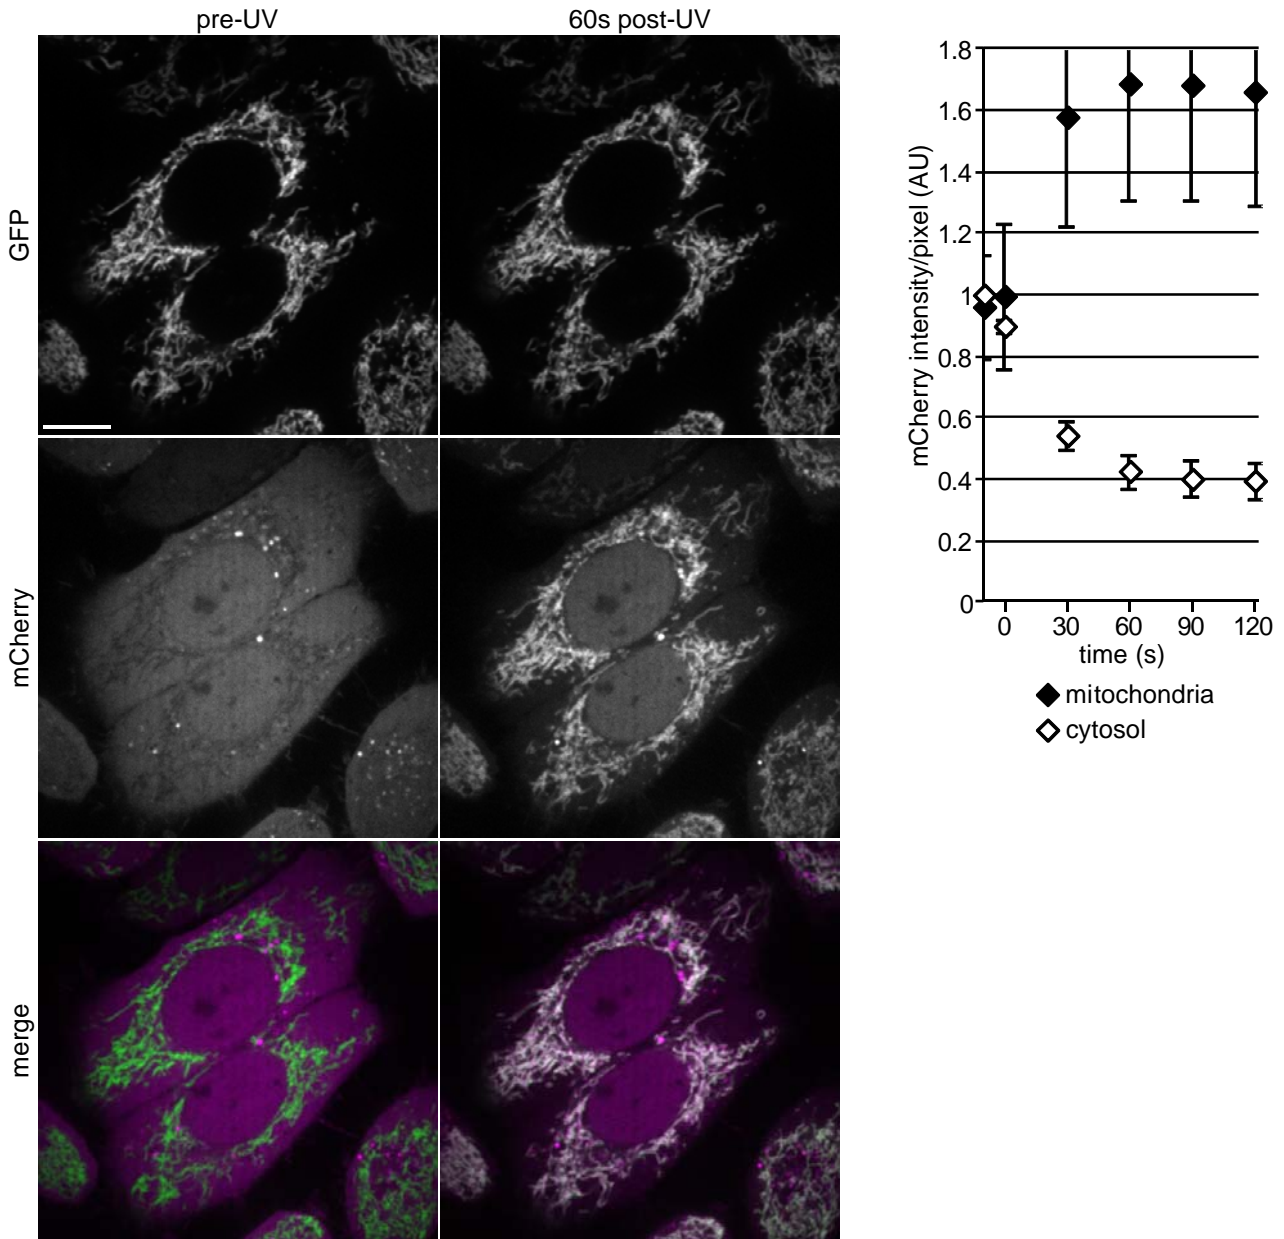 pre-UV
60s post-UV
GFP
mCherry
merge
mCherry intensity/pixel (AU)
1.8
1.6
1.4
1.2
1
0.8
0.6
0.4
0.2
0
0 30 60 90 120
time (s)
mitochondria
cytosol